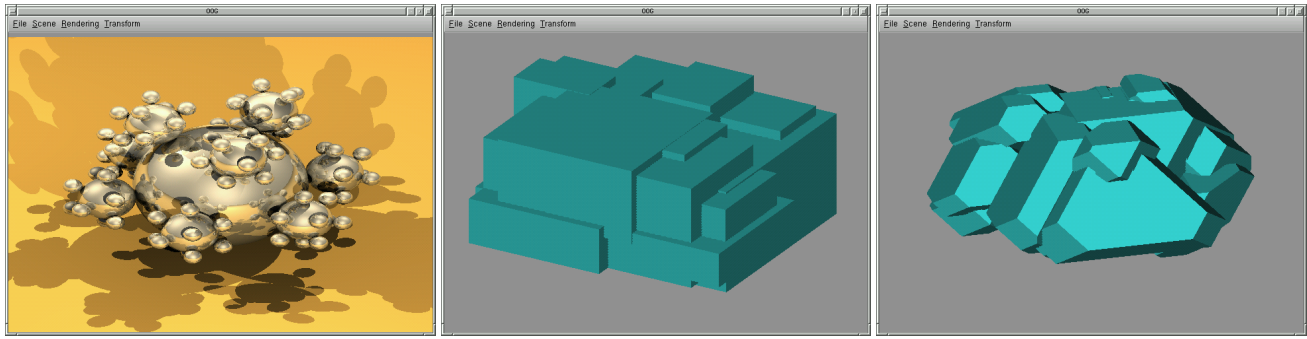 OOG
File Scene Rendering Transform
OOG
File Scene Rendering Transform
OOG
File Scene Rendering Transform